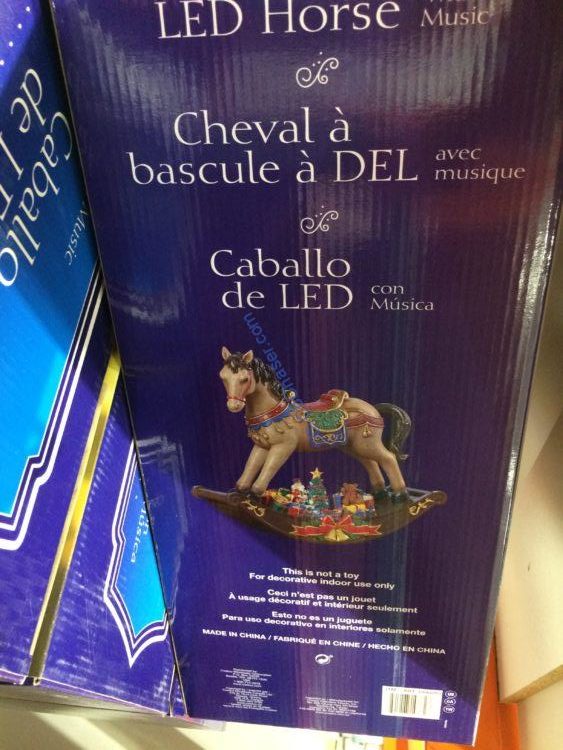 LED Horse
Music
Cheval à
bascule à DEL avec
musique
Caballo
de LED con
Música
This is not a toy
For decorative indoor use only
Ceci n'est pas un jouet
À usage décoratif et intérieur seulement
Esto no es un juguete
Para uso decorativo en interiores solamente
MADE IN CHINA / FABRIQUÉ EN CHINE / HECHO EN CHINA
Caballo
Music
Música